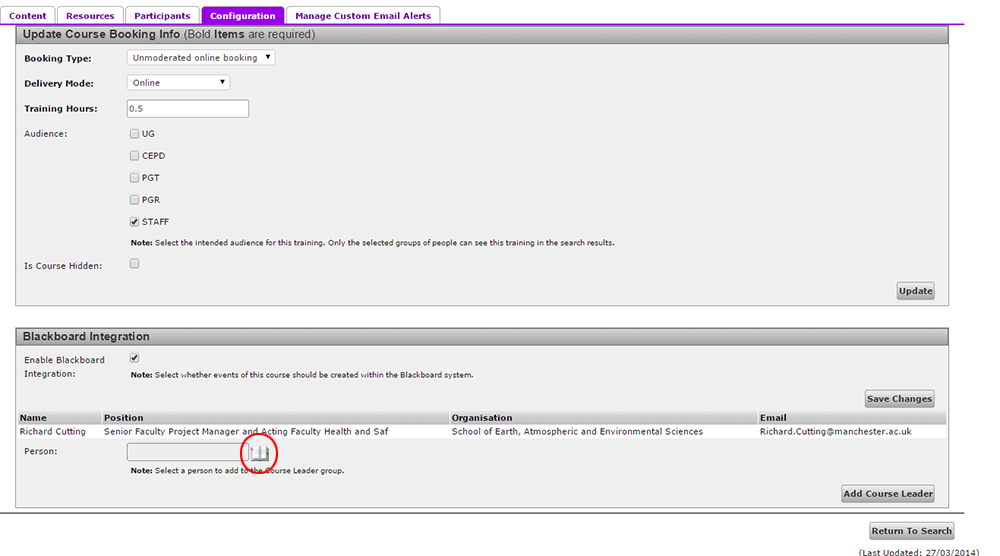 Content Resources Participants Configuration Manage Custom Email Alerts
Update Course Booking Info (Bold Items are required)
Booking Type: Unmoderated online booking
Delivery Mode: Online
Training Hours: 0.5
Audience: UG
CEPD
PGT
PGR
STAFF
Note: Select the intended audience for this training. Only the selected groups of people can see this training in the search results.
Is Course Hidden:
Update
Blackboard Integration
Enable Blackboard
Integration:
Note: Select whether events of this course should be created within the Blackboard system.
Save Changes
Name Position Organisation Email
Richard Cutting Senior Faculty Project Manager and Acting Faculty Health and Saf School of Earth, Atmospheric and Environmental Sciences Richard.Cutting@manchester.ac.uk
Person:
Note: Select a person to add to the Course Leader group.
Add Course Leader
Return To Search
(Last Updated: 27/03/2014)